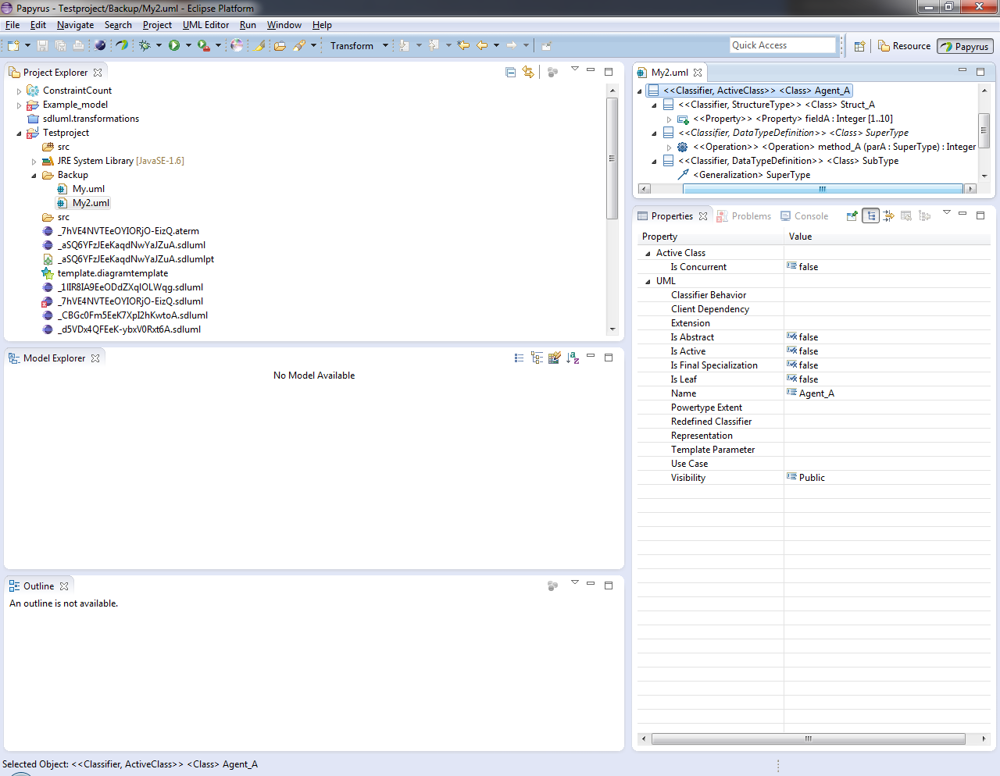 Papyrus - Testproject/Backup/My2.uml - Eclipse Platform
File Edit Navigate Search Project UML Editor Run Window Help
Transform
Quick Access
Resource
Papyrus
Project Explorer
ConstraintCount
Example_model
sdluml.transformations
Testproject
src
JRE System Library [JavaSE-1.6]
Backup
My.uml
My2.uml
src
_7hVE4NVTEeOYIORjO-EizQ.aterm
_aSQ6YFzJEeKaqdNwYaJZuA.sdluml
_aSQ6YFzJEeKaqdNwYaJZuA.sdlumlpt
template.diagramtemplate
_1lIR8IA9EeODdZXqlOLWqg.sdluml
_7hVE4NVTEeOYIORjO-EizQ.sdluml
_CBGc0Fm5EeK7XpI2hKwtoA.sdluml
_d5VDx4QFEeK-ybxV0Rxt6A.sdluml
Model Explorer
No Model Available
Outline
An outline is not available.
My2.uml
<<Classifier, ActiveClass>> <Class> Agent_A
<<Classifier, StructureType>> <Class> Struct_A
<<Property>> <Property> fieldA : Integer [1..10]
<<Classifier, DataTypeDefinition>> <Class> SuperType
<<Operation>> <Operation> method_A (parA : SuperType) : Integer
<<Classifier, DataTypeDefinition>> <Class> SubType
<Generalization> SuperType
Properties
Problems
Console
Property Value
Active Class
Is Concurrent false
UML
Classifier Behavior
Client Dependency
Extension
Is Abstract false
Is Active false
Is Final Specialization false
Is Leaf false
Name Agent_A
Powertype Extent
Redefined Classifier
Representation
Template Parameter
Use Case
Visibility Public
Selected Object: <<Classifier, ActiveClass>> <Class> Agent_A